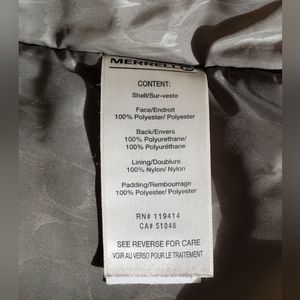 MERRELL
CONTENT:
Shell/Sur-veste
Face/Endroit
100% Polyester/ Polyester
Back/Envers
100% Polyurethane/
100% Polyuréthane
Lining/Doublure
100% Nylon/ Nylon
Padding/Rembourrage
100% Polyester/ Polyester
RN# 119414
CA# 51046
SEE REVERSE FOR CARE
VOIR AU VERSO POUR LE TRAITEMENT